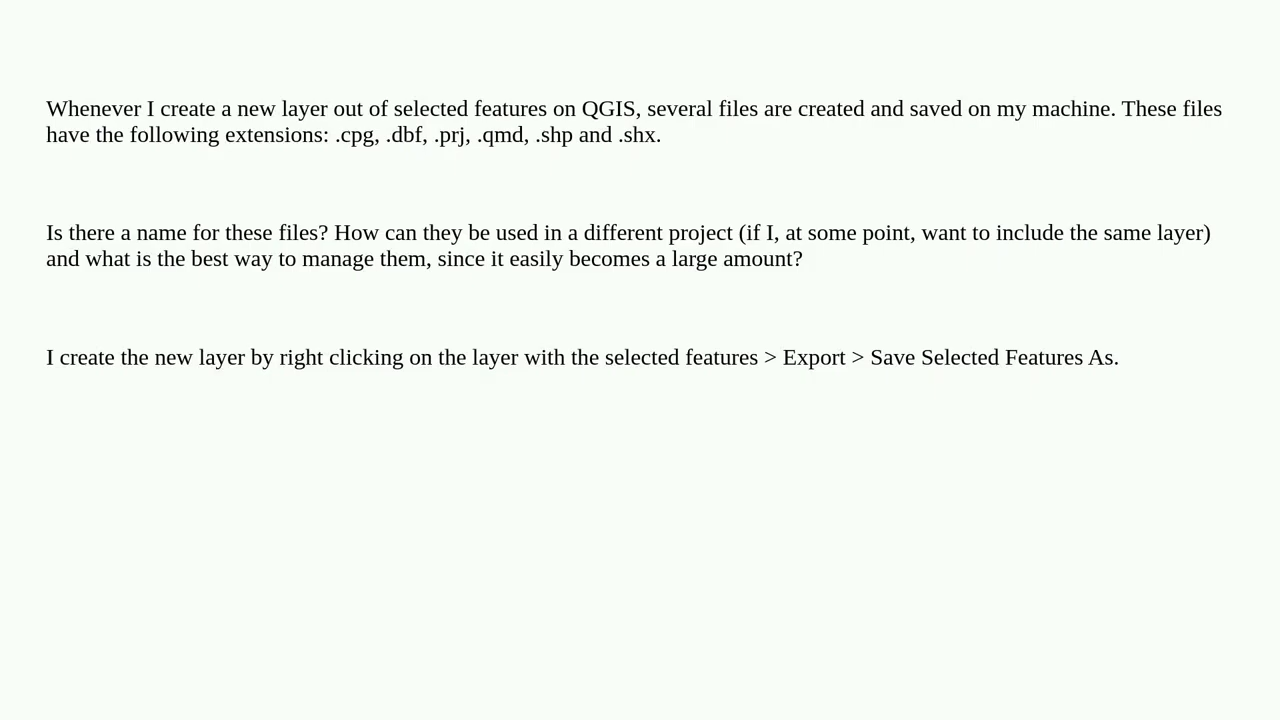 Whenever I create a new layer out of selected features on QGIS, several files are created and saved on my machine. These files
have the following extensions: .cpg, .dbf, .prj, .qmd, .shp and .shx.
Is there a name for these files? How can they be used in a different project (if I, at some point, want to include the same layer)
and what is the best way to manage them, since it easily becomes a large amount?
I create the new layer by right clicking on the layer with the selected features > Export > Save Selected Features As.